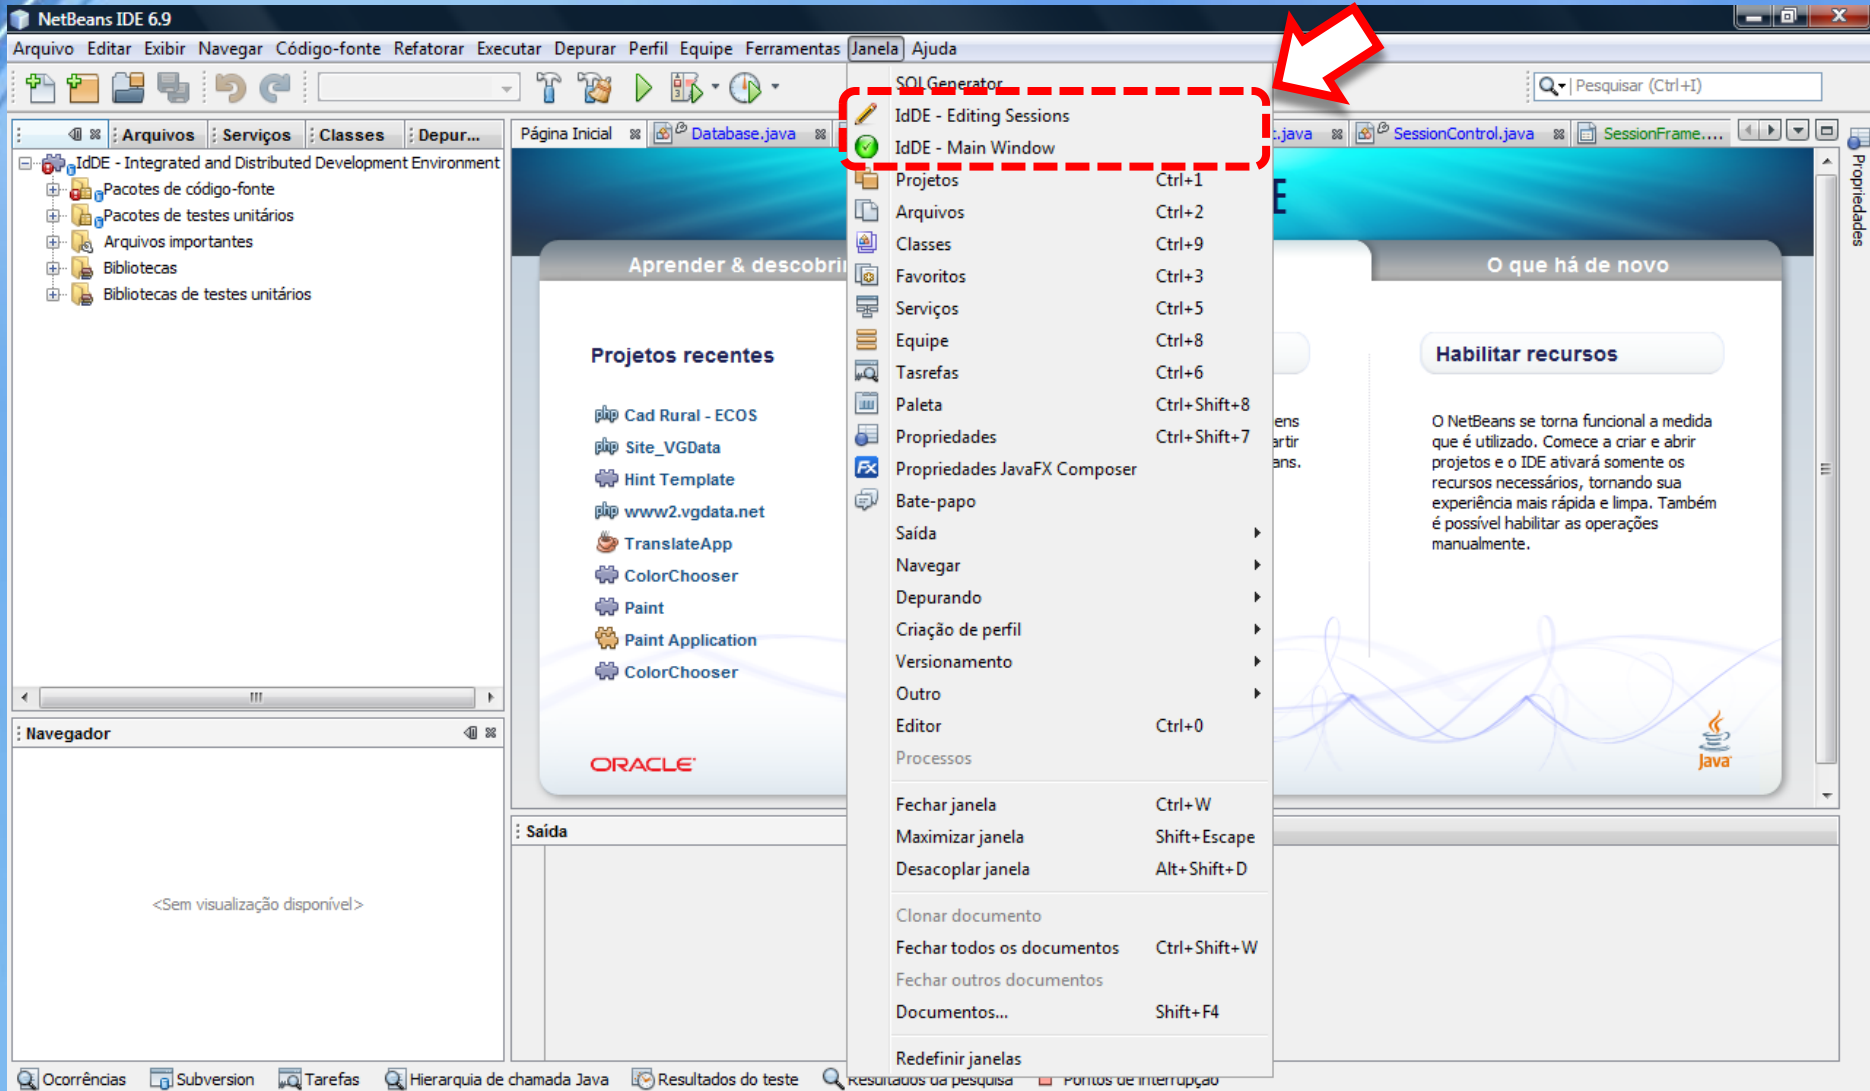 NetBeans IDE 6.9
Arquivo Editar Exibir Navegar Código-fonte Refatorar Executar Depurar Perfil Equipe Ferramentas Janela Ajuda
Pesquisar (Ctrl+I)
Arquivos Serviços Classes Depur...
Página Inicial Database.java .java SessionControl.java SessionFrame....
IdDE - Integrated and Distributed Development Environment
Pacotes de código-fonte
Pacotes de testes unitários
Arquivos importantes
Bibliotecas
Bibliotecas de testes unitários
Navegador
<Sem visualização disponível>
Aprender & descobrir
Projetos recentes
Cad Rural - ECOS
Site_VGData
Hint Template
www2.vgdata.net
TranslateApp
ColorChooser
Paint
Paint Application
ColorChooser
ORACLE
Saída
SQLGenerator
IdDE - Editing Sessions
IdDE - Main Window
Projetos Ctrl+1
Arquivos Ctrl+2
Classes Ctrl+9
Favoritos Ctrl+3
Serviços Ctrl+5
Equipe Ctrl+8
Tasrefas Ctrl+6
Paleta Ctrl+Shift+8
Propriedades Ctrl+Shift+7
Propriedades JavaFX Composer
Bate-papo
Saída
Navegar
Depurando
Criação de perfil
Versionamento
Outro
Editor Ctrl+0
Processos
Fechar janela Ctrl+W
Maximizar janela Shift+Escape
Desacoplar janela Alt+Shift+D
Clonar documento
Fechar todos os documentos Ctrl+Shift+W
Fechar outros documentos
Documentos... Shift+F4
Redefinir janelas
E
ens
artir
ans.
O que há de novo
Habilitar recursos
O NetBeans se torna funcional a medida
que é utilizado. Comece a criar e abrir
projetos e o IDE ativará somente os
recursos necessários, tornando sua
experiência mais rápida e limpa. Também
é possível habilitar as operações
manualmente.
Java
Propriedades
Ocorrências Subversion Tarefas Hierarquia de chamada Java Resultados do teste Resultados da pesquisa Pontos de interrupção